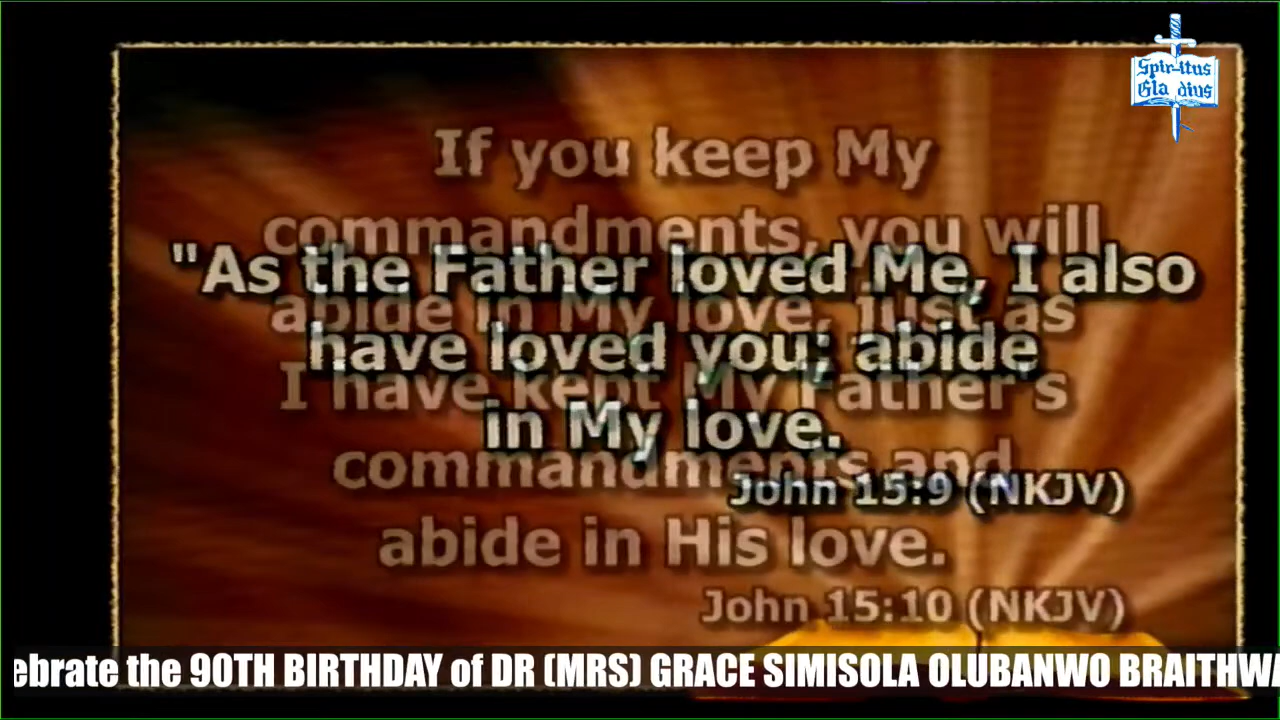 Spiritus
Gladius
If you keep My
commandments, you will
abide in My love, just as
I have kept My Father's
commandments and
abide in His love.
John 15:10 (NKJV)
"As the Father loved Me, I also
have loved you; abide
in My love.
John 15:9 (NKJV)
ebrate the 90TH BIRTHDAY of DR (MRS) GRACE SIMISOLA OLUBANWO BRAITHWA